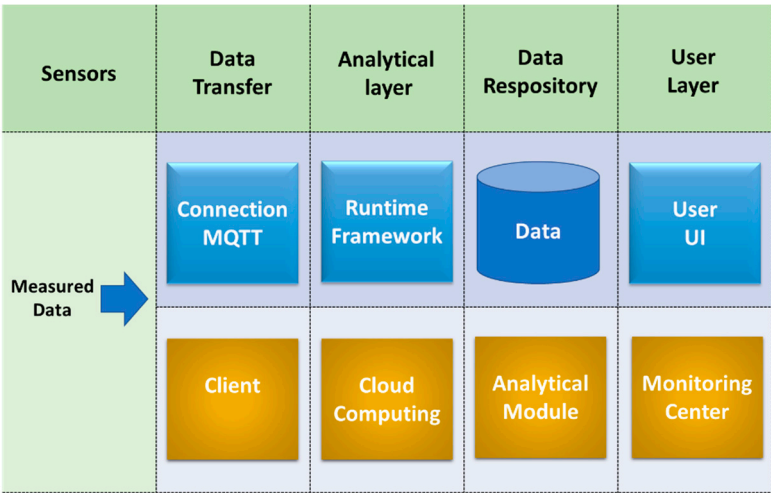 Sensors
Data
Transfer
Analytical
layer
Data
Respository
User
Layer
Measured
Data
Connection
MQTT
Runtime
Framework
Data
User
UI
Client
Cloud
Computing
Analytical
Module
Monitoring
Center